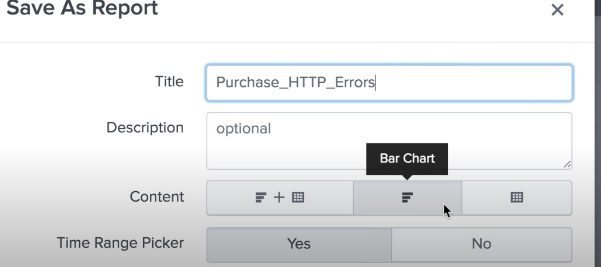 Save As Report
Title
Purchase_HTTP_Errors
Description
optional
Bar Chart
Content
+
Time Range Picker
Yes
No